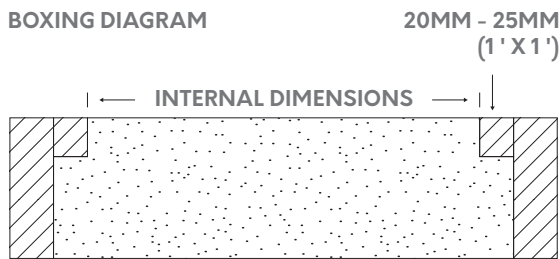 BOXING DIAGRAM
20MM - 25MM
(1 ' X 1 ')
INTERNAL DIMENSIONS